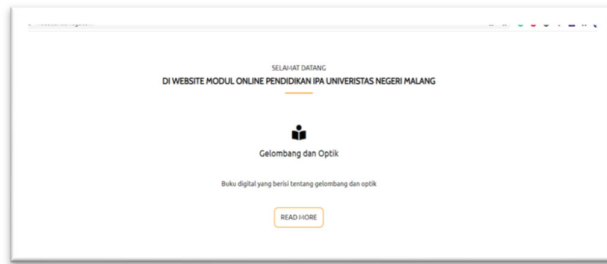 SELAMAT DATANG
DI WEBSITE MODUL ONLINE PENDIDIKAN IPA UNIVERISTAS NEGERI MALANG
Gelombang dan Optik
Buku digital yang berisi tentang gelombang dan optik
READ MORE